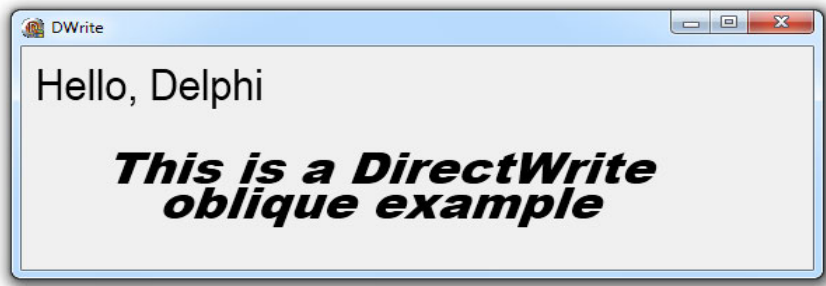 DWrite
Hello, Delphi
This is a DirectWrite
oblique example